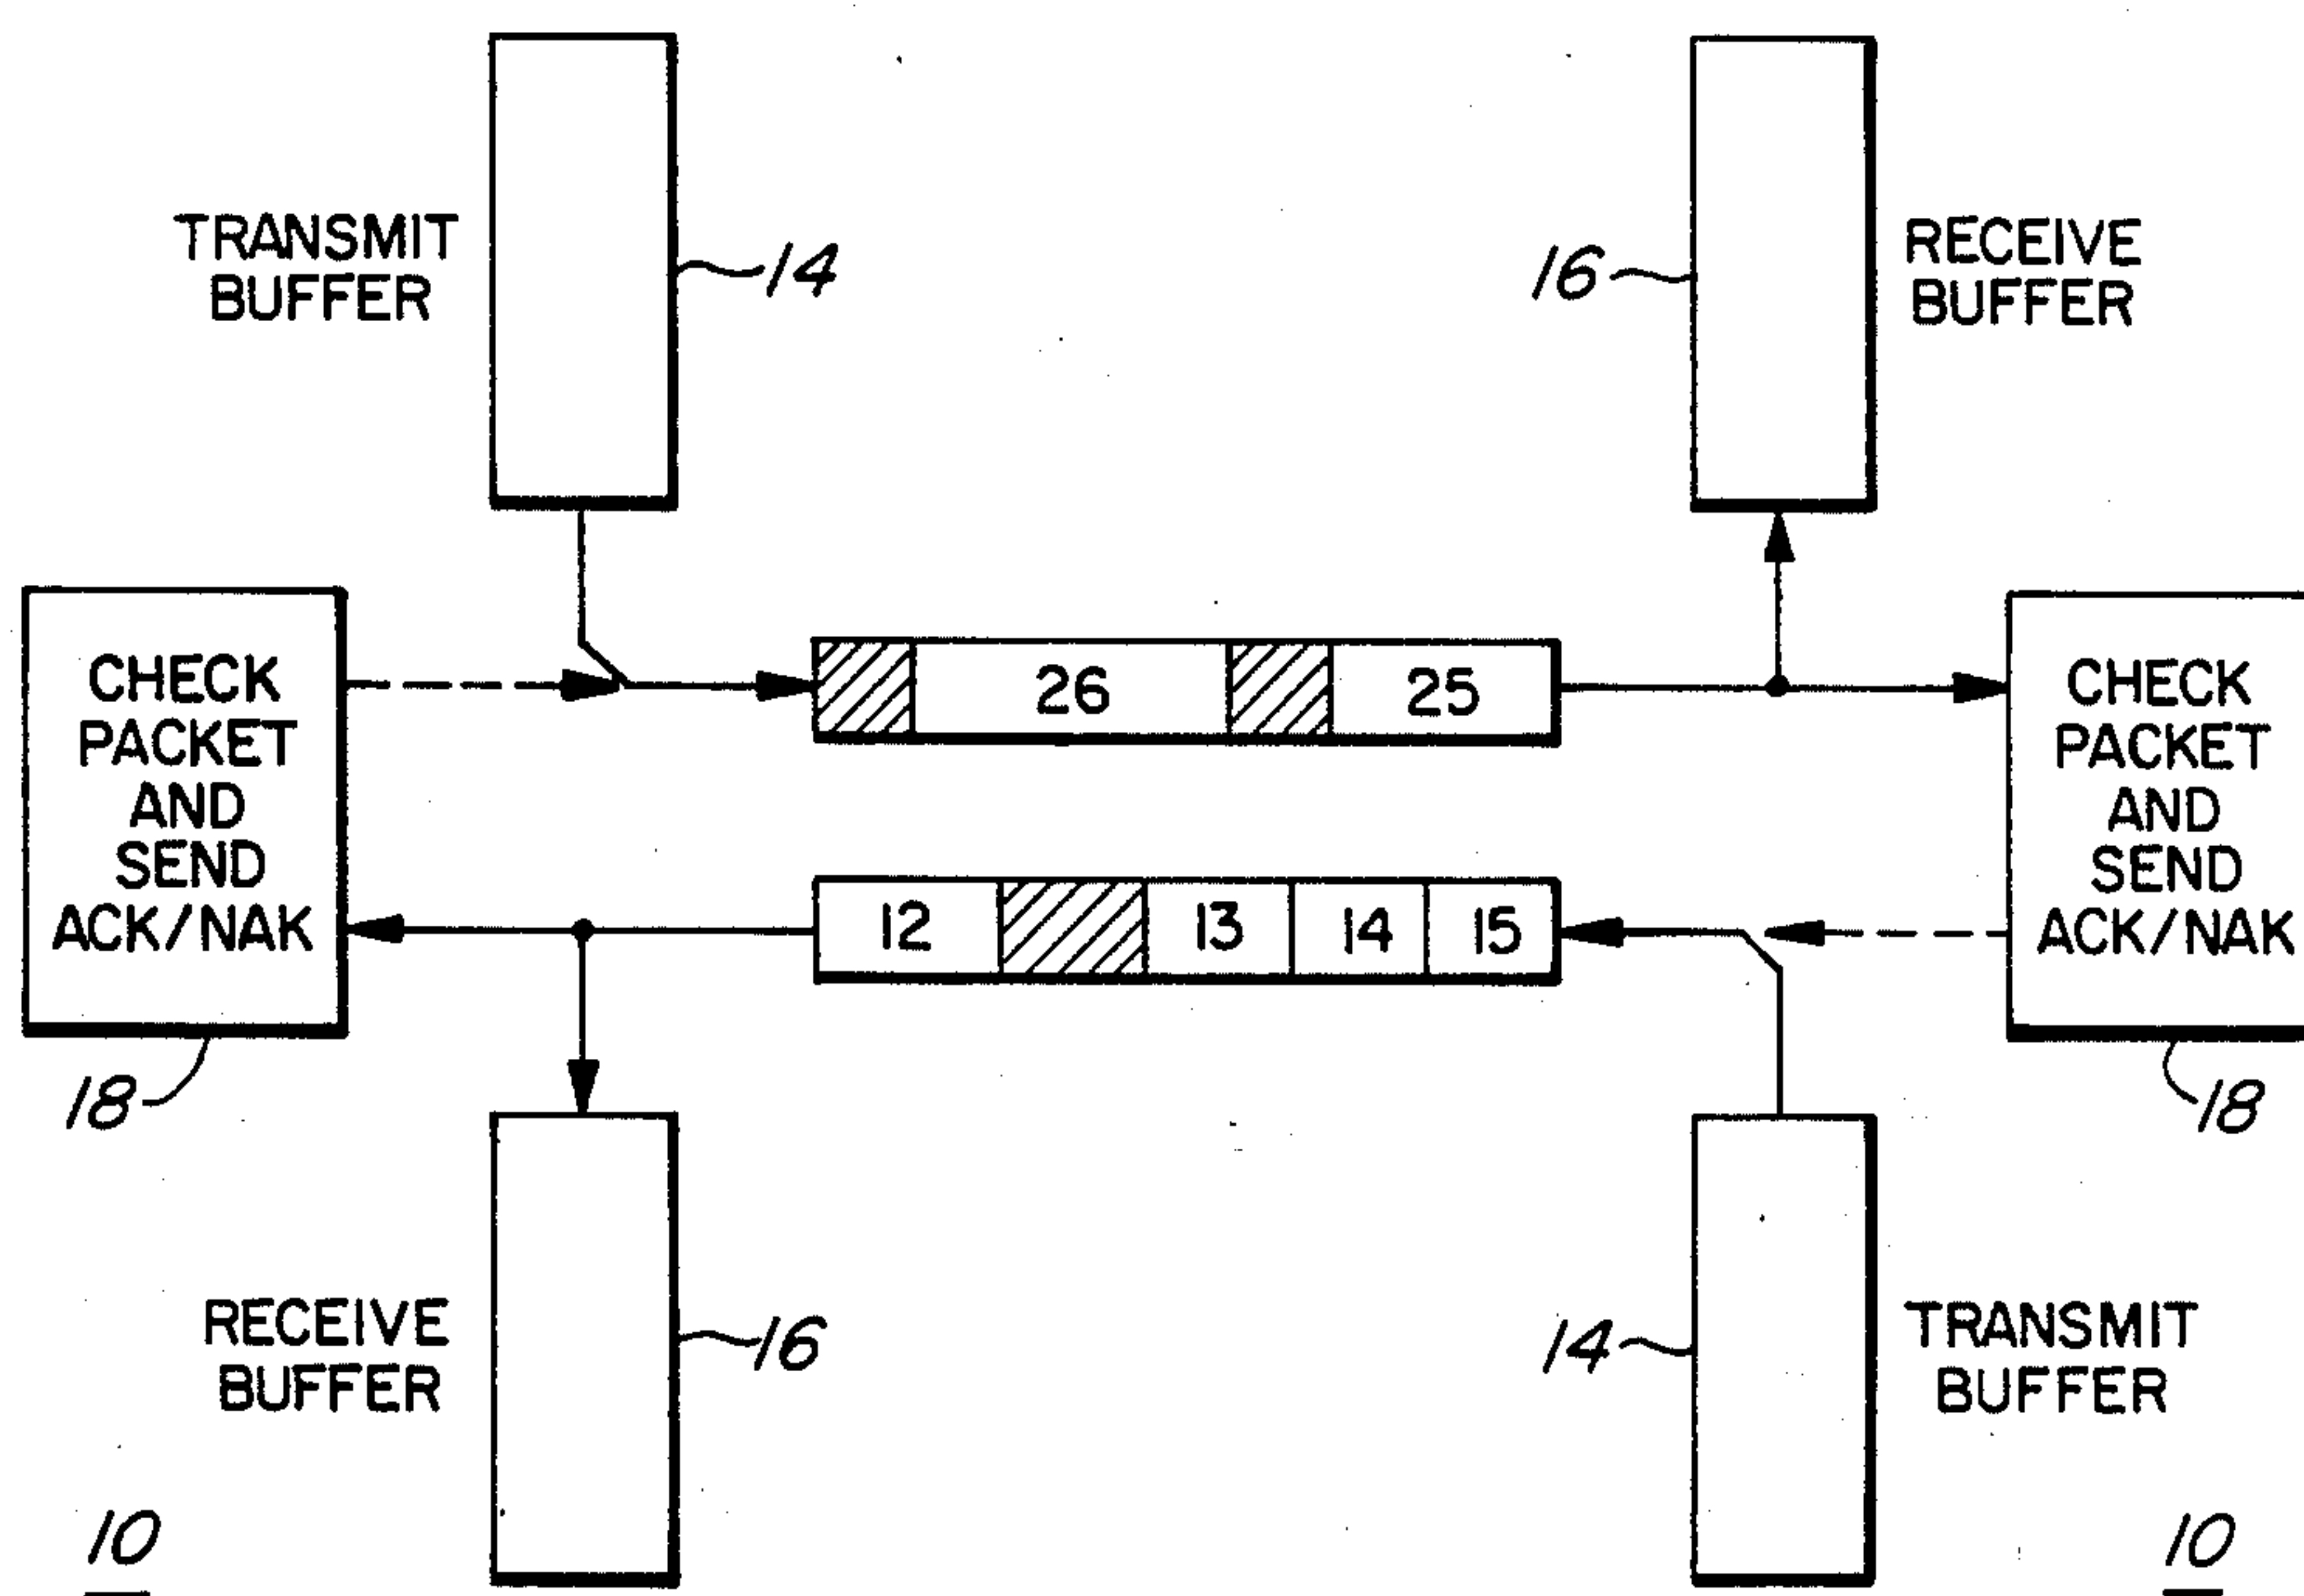 TRANSMIT
BUFFER
14
16
RECEIVE
BUFFER
CHECK
PACKET
AND
SEND
ACK/NAK
26
25
12
13
14
15
CHECK
PACKET
AND
SEND
ACK/NAK
18
18
RECEIVE
BUFFER
16
14
TRANSMIT
BUFFER
10
10